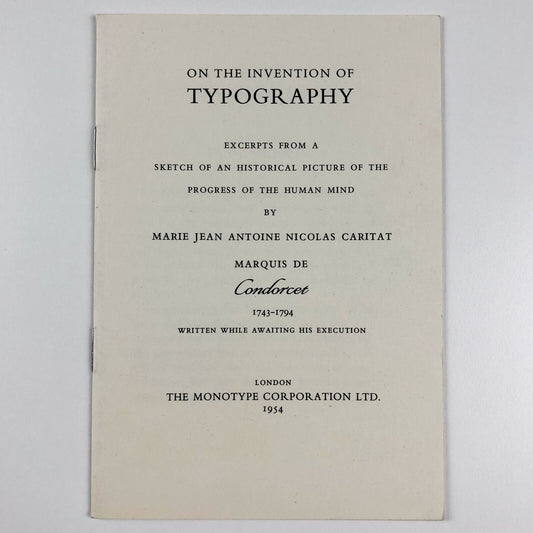 ON THE INVENTION OF
TYPOGRAPHY
EXCERPTS FROM A
SKETCH OF AN HISTORICAL PICTURE OF THE
PROGRESS OF THE HUMAN MIND
BY
MARIE JEAN ANTOINE NICOLAS CARITAT
MARQUIS DE
Condorcet
1743–1794
WRITTEN WHILE AWAITING HIS EXECUTION
LONDON
THE MONOTYPE CORPORATION LTD.
1954